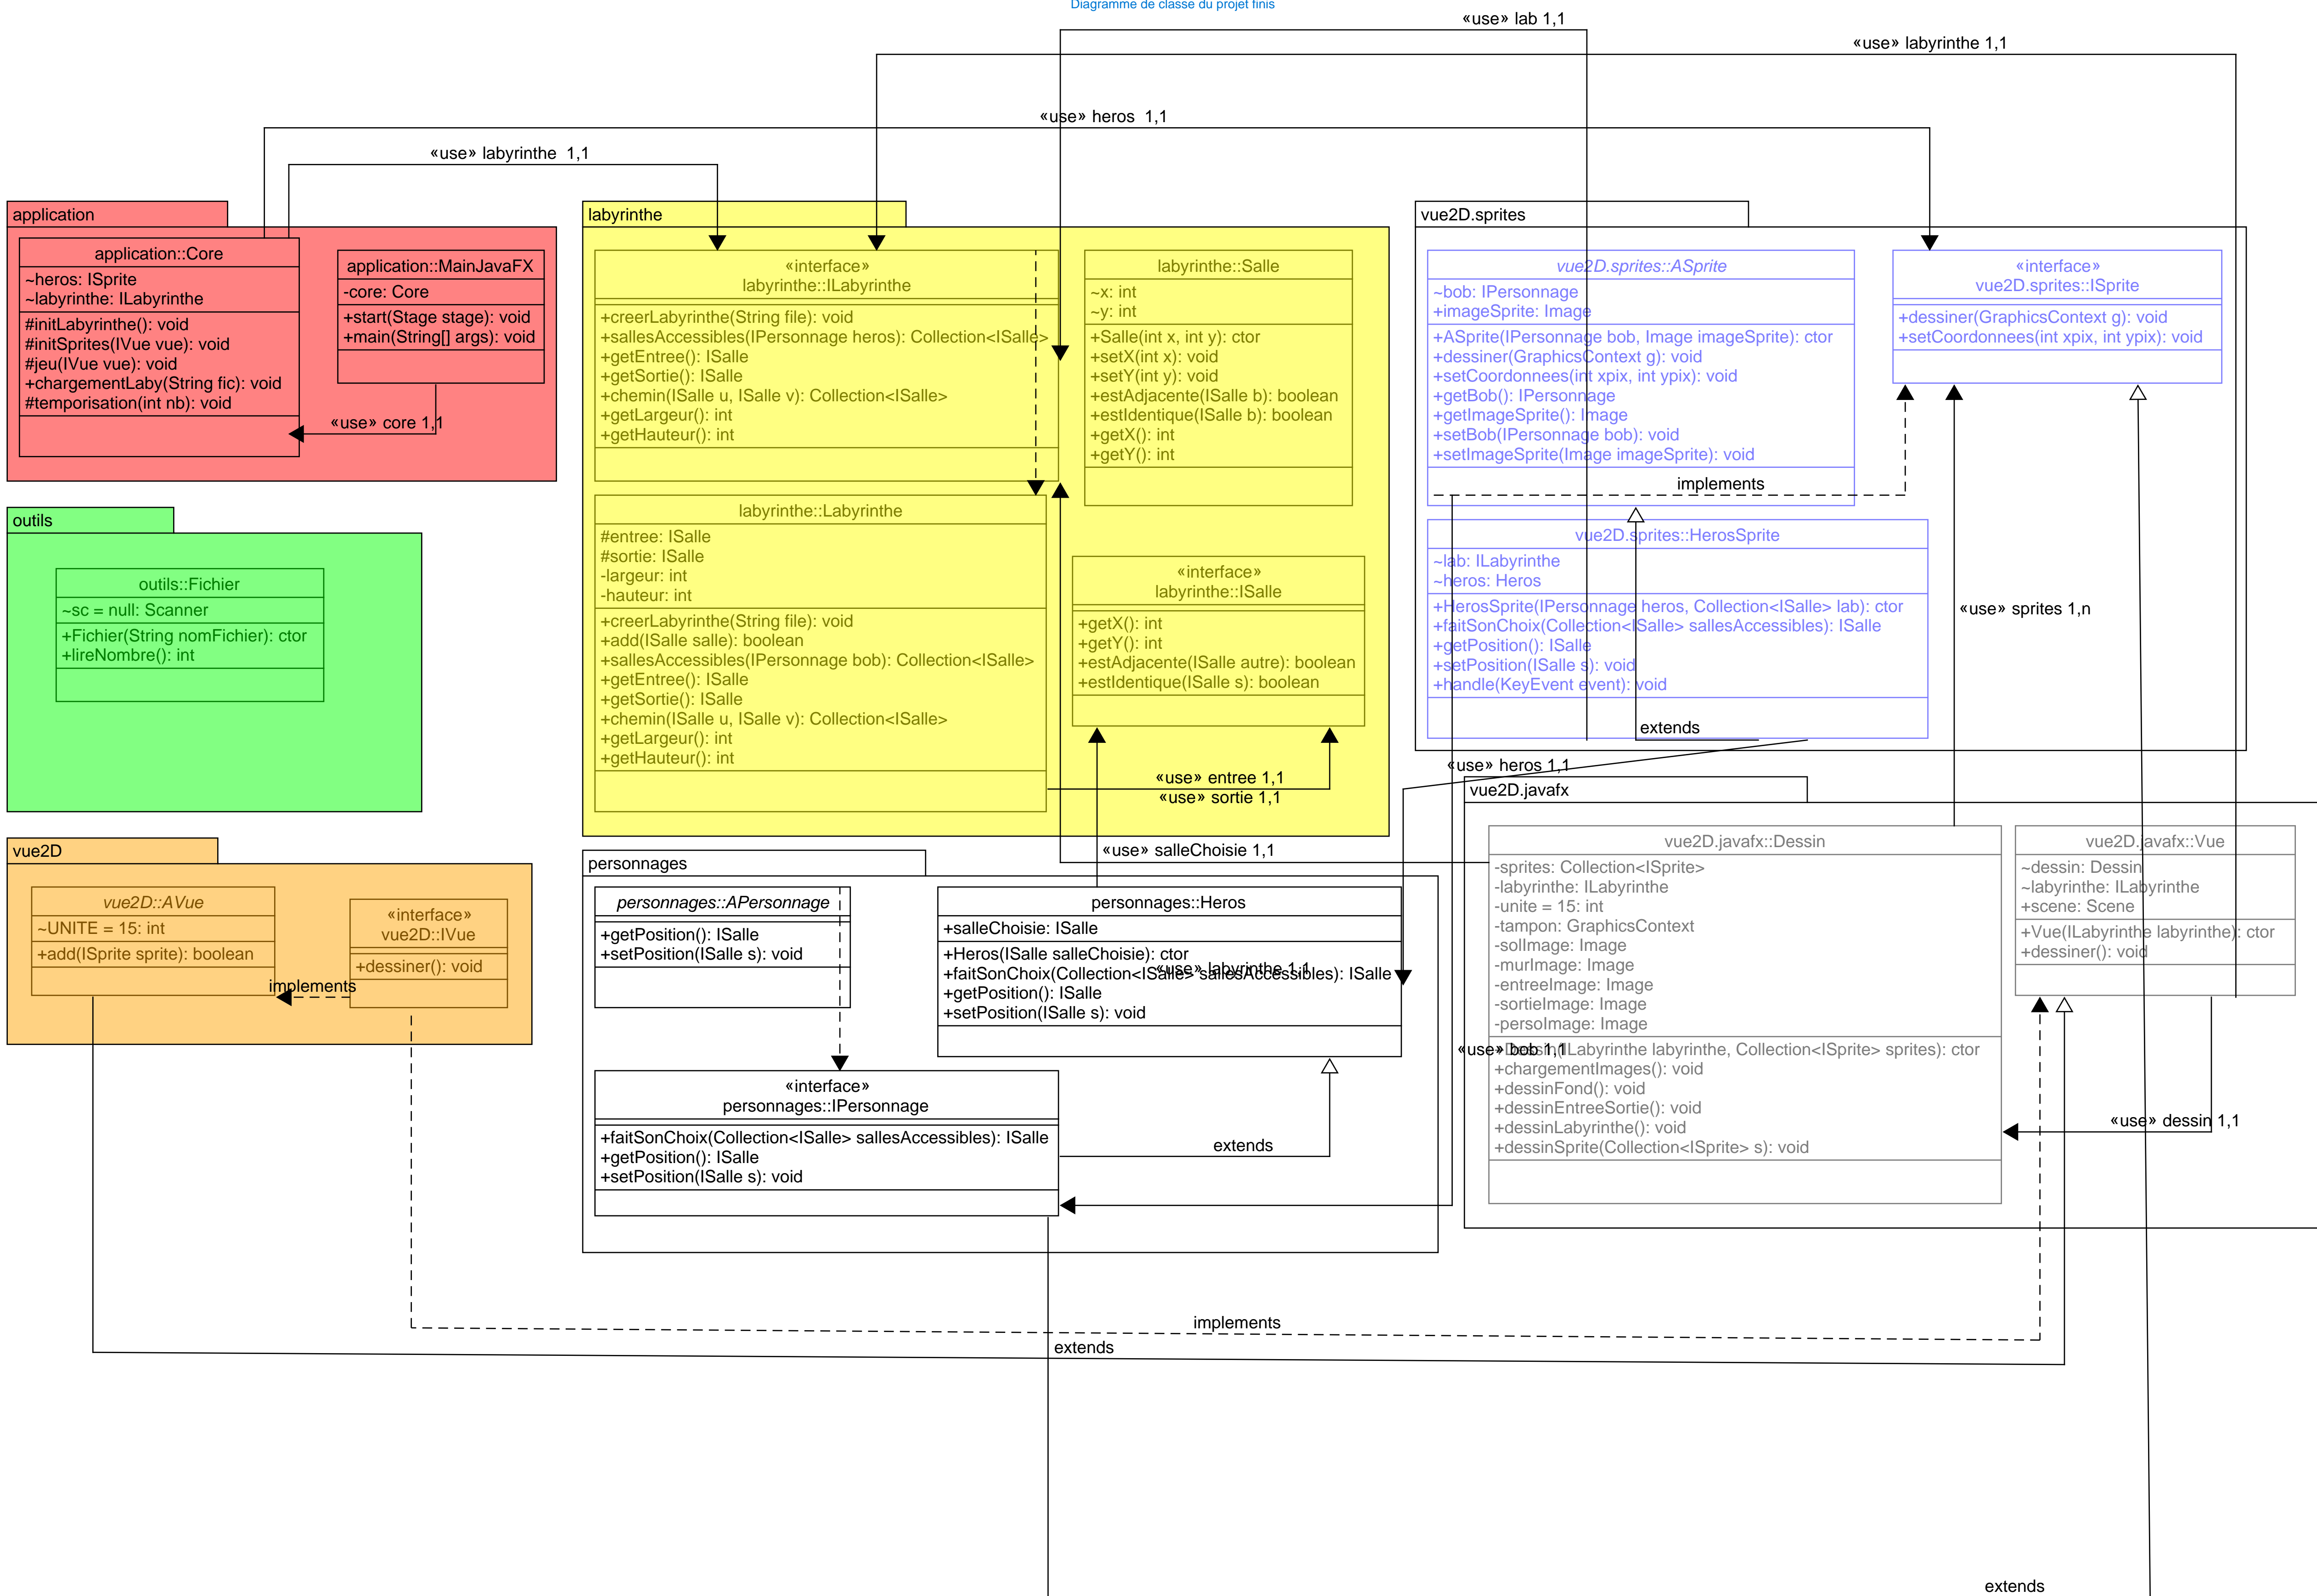 Diagramme de classe du projet finis
«use» lab 1,1
«use» labyrinthe 1,1
«use» heros  1,1
«use» labyrinthe  1,1
application
application::Core
~heros: ISprite
~labyrinthe: ILabyrinthe
#initLabyrinthe(): void
#initSprites(IVue vue): void
#jeu(IVue vue): void
+chargementLaby(String fic): void
#temporisation(int nb): void
application::MainJavaFX
-core: Core
+start(Stage stage): void
+main(String[] args): void
«use» core 1,1
labyrinthe
«interface»
labyrinthe::ILabyrinthe
+creerLabyrinthe(String file): void
+sallesAccessibles(IPersonnage heros): Collection<ISalle>
+getEntree(): ISalle
+getSortie(): ISalle
+chemin(ISalle u, ISalle v): Collection<ISalle>
+getLargeur(): int
+getHauteur(): int
labyrinthe::Salle
~x: int
~y: int
+Salle(int x, int y): ctor
+setX(int x): void
+setY(int y): void
+estAdjacente(ISalle b): boolean
+estIdentique(ISalle b): boolean
+getX(): int
+getY(): int
labyrinthe::Labyrinthe
#entree: ISalle
#sortie: ISalle
-largeur: int
-hauteur: int
+creerLabyrinthe(String file): void
+add(ISalle salle): boolean
+sallesAccessibles(IPersonnage bob): Collection<ISalle>
+getEntree(): ISalle
+getSortie(): ISalle
+chemin(ISalle u, ISalle v): Collection<ISalle>
+getLargeur(): int
+getHauteur(): int
«interface»
labyrinthe::ISalle
+getX(): int
+getY(): int
+estAdjacente(ISalle autre): boolean
+estIdentique(ISalle s): boolean
«use» entree 1,1
«use» sortie 1,1
vue2D.sprites
vue2D.sprites::ASprite
~bob: IPersonnage
+imageSprite: Image
+ASprite(IPersonnage bob, Image imageSprite): ctor
+dessiner(GraphicsContext g): void
+setCoordonnees(int xpix, int ypix): void
+getBob(): IPersonnage
+getImageSprite(): Image
+setBob(IPersonnage bob): void
+setImageSprite(Image imageSprite): void
«interface»
vue2D.sprites::ISprite
+dessiner(GraphicsContext g): void
+setCoordonnees(int xpix, int ypix): void
implements
vue2D.sprites::HerosSprite
~lab: ILabyrinthe
~heros: Heros
+HerosSprite(IPersonnage heros, Collection<ISalle> lab): ctor
+faitSonChoix(Collection<ISalle> sallesAccessibles): ISalle
+getPosition(): ISalle
+setPosition(ISalle s): void
+handle(KeyEvent event): void
extends
«use» sprites 1,n
«use» heros 1,1
outils
outils::Fichier
~sc = null: Scanner
+Fichier(String nomFichier): ctor
+lireNombre(): int
vue2D
vue2D::AVue
~UNITE = 15: int
+add(ISprite sprite): boolean
«interface»
vue2D::IVue
+dessiner(): void
implements
«use» salleChoisie 1,1
personnages
personnages::APersonnage
+getPosition(): ISalle
+setPosition(ISalle s): void
personnages::Heros
+salleChoisie: ISalle
+Heros(ISalle salleChoisie): ctor
+faitSonChoix(Collection<ISalle> sallesAccessibles): ISalle
«use» labyrinthe 1,1
+getPosition(): ISalle
+setPosition(ISalle s): void
«interface»
personnages::IPersonnage
+faitSonChoix(Collection<ISalle> sallesAccessibles): ISalle
+getPosition(): ISalle
+setPosition(ISalle s): void
extends
vue2D.javafx
vue2D.javafx::Dessin
-sprites: Collection<ISprite>
-labyrinthe: ILabyrinthe
-unite = 15: int
-tampon: GraphicsContext
-solImage: Image
-murImage: Image
-entreeImage: Image
-sortieImage: Image
-persoImage: Image
«use» bob 1,1
+Dessin(ILabyrinthe labyrinthe, Collection<ISprite> sprites): ctor
+chargementImages(): void
+dessinFond(): void
+dessinEntreeSortie(): void
+dessinLabyrinthe(): void
+dessinSprite(Collection<ISprite> s): void
vue2D.javafx::Vue
~dessin: Dessin
~labyrinthe: ILabyrinthe
+scene: Scene
+Vue(ILabyrinthe labyrinthe): ctor
+dessiner(): void
«use» dessin 1,1
implements
extends
extends